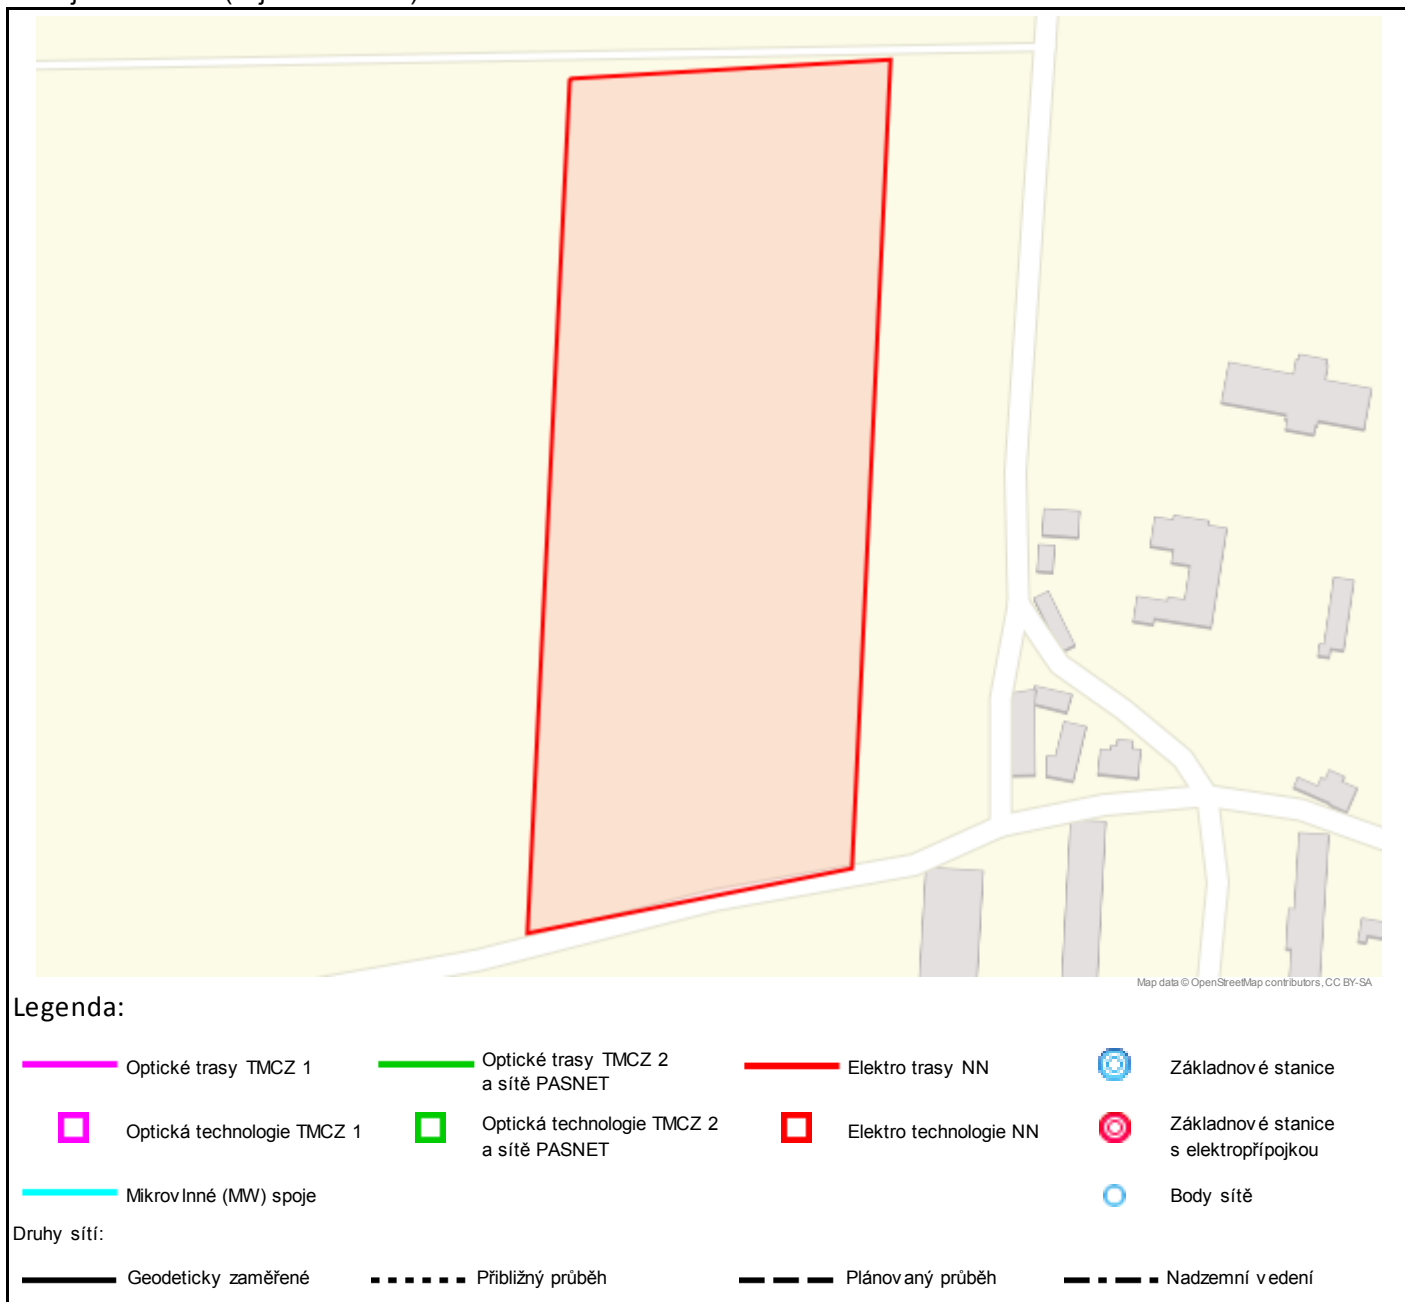 Map data © OpenStreetMap contributors, CC BY-SA
Legenda:
Optické trasy TMCZ 1
Optické trasy TMCZ 2
a sítě PASNET
Elektro trasy NN
Základnové stanice
Optická technologie TMCZ 1
Optická technologie TMCZ 2
a sítě PASNET
Elektro technologie NN
Základnové stanice
s elektropřípojkou
Mikrovlnné (MW) spoje
Body sítě
Druhy sítí:
Geodeticky zaměřené
Přibližný průběh
Plánovaný průběh
Nadzemní vedení